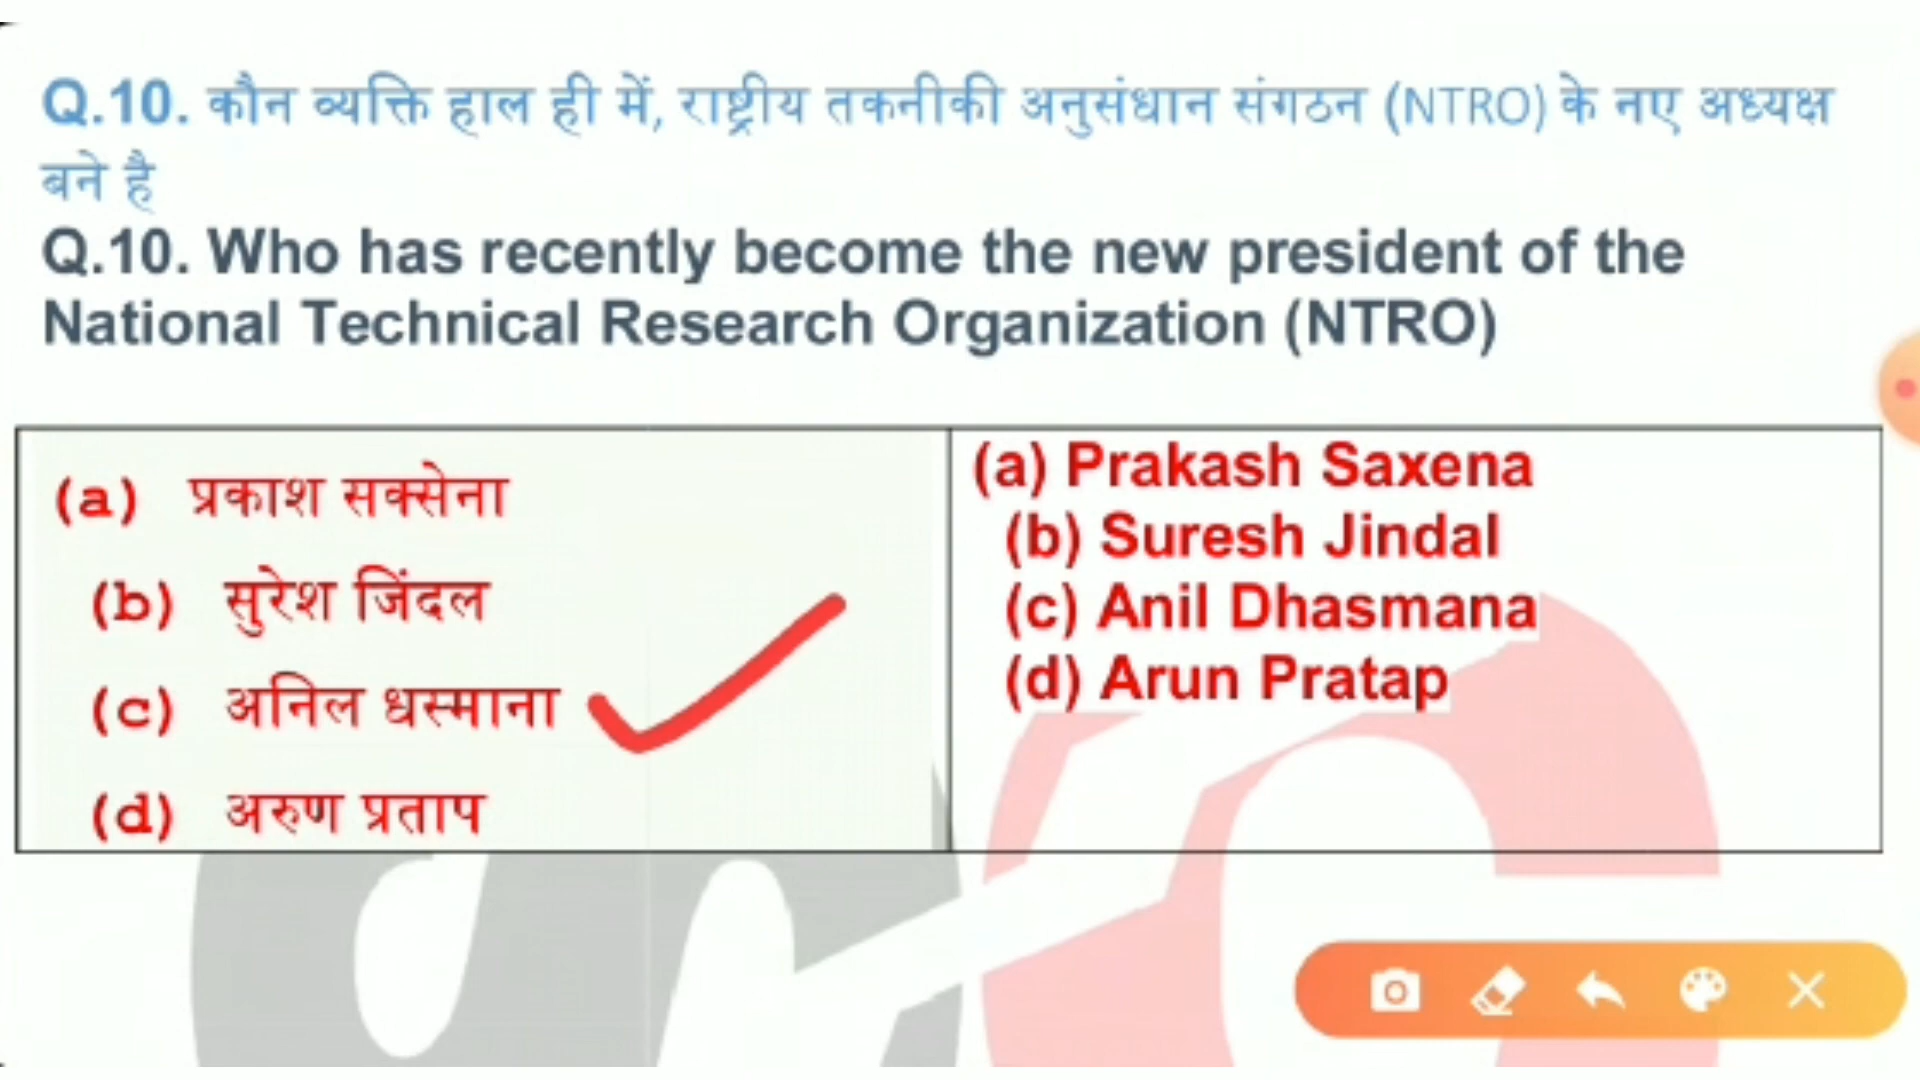 Q.10. कौन व्यक्ति हाल ही में, राष्ट्रीय तकनीकी अनुसंधान संगठन (NTRO) के नए अध्यक्ष
बने है
Q.10. Who has recently become the new president of the
National Technical Research Organization (NTRO)
(a) प्रकाश सक्सेना
(b) सुरेश जिंदल
(c) अनिल धस्माना
(d) अरुण प्रताप
(a) Prakash Saxena
(b) Suresh Jindal
(c) Anil Dhasmana
(d) Arun Pratap